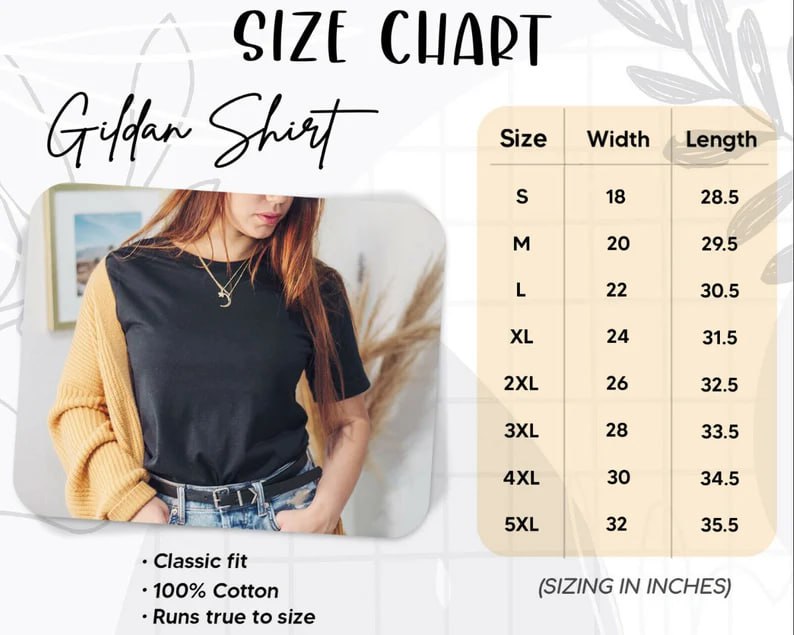 SIZE CHART
Gildan Shirt
Size Width Length
S 18 28.5
M 20 29.5
L 22 30.5
XL 24 31.5
2XL 26 32.5
3XL 28 33.5
4XL 30 34.5
5XL 32 35.5
(SIZING IN INCHES)
· Classic fit
· 100% Cotton
· Runs true to size